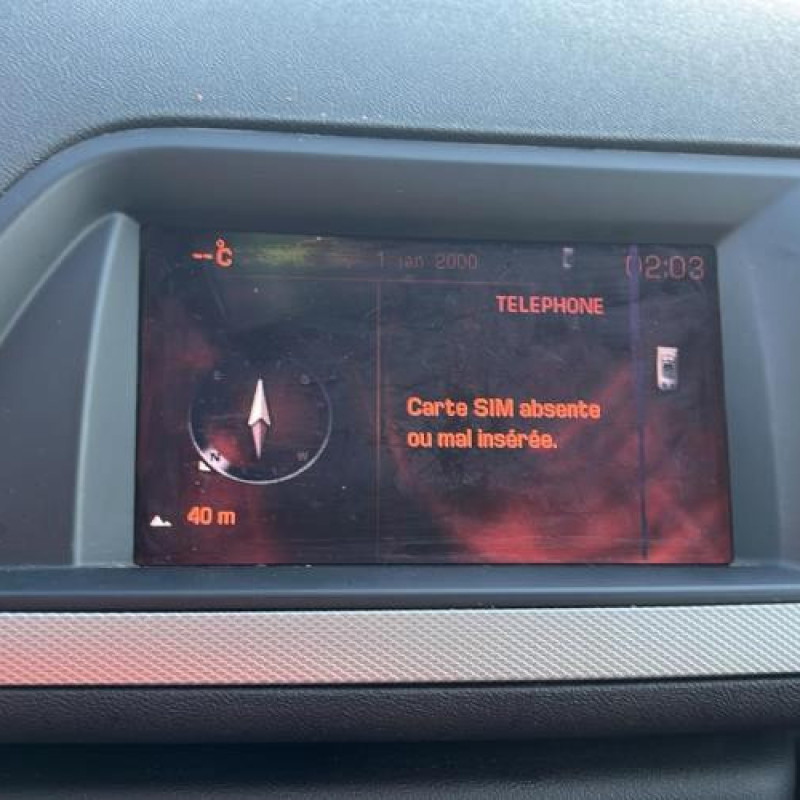 --°C
1 jan 2000
02:03
TELEPHONE
Carte SIM absente
ou mal insérée.
N
W
40 m